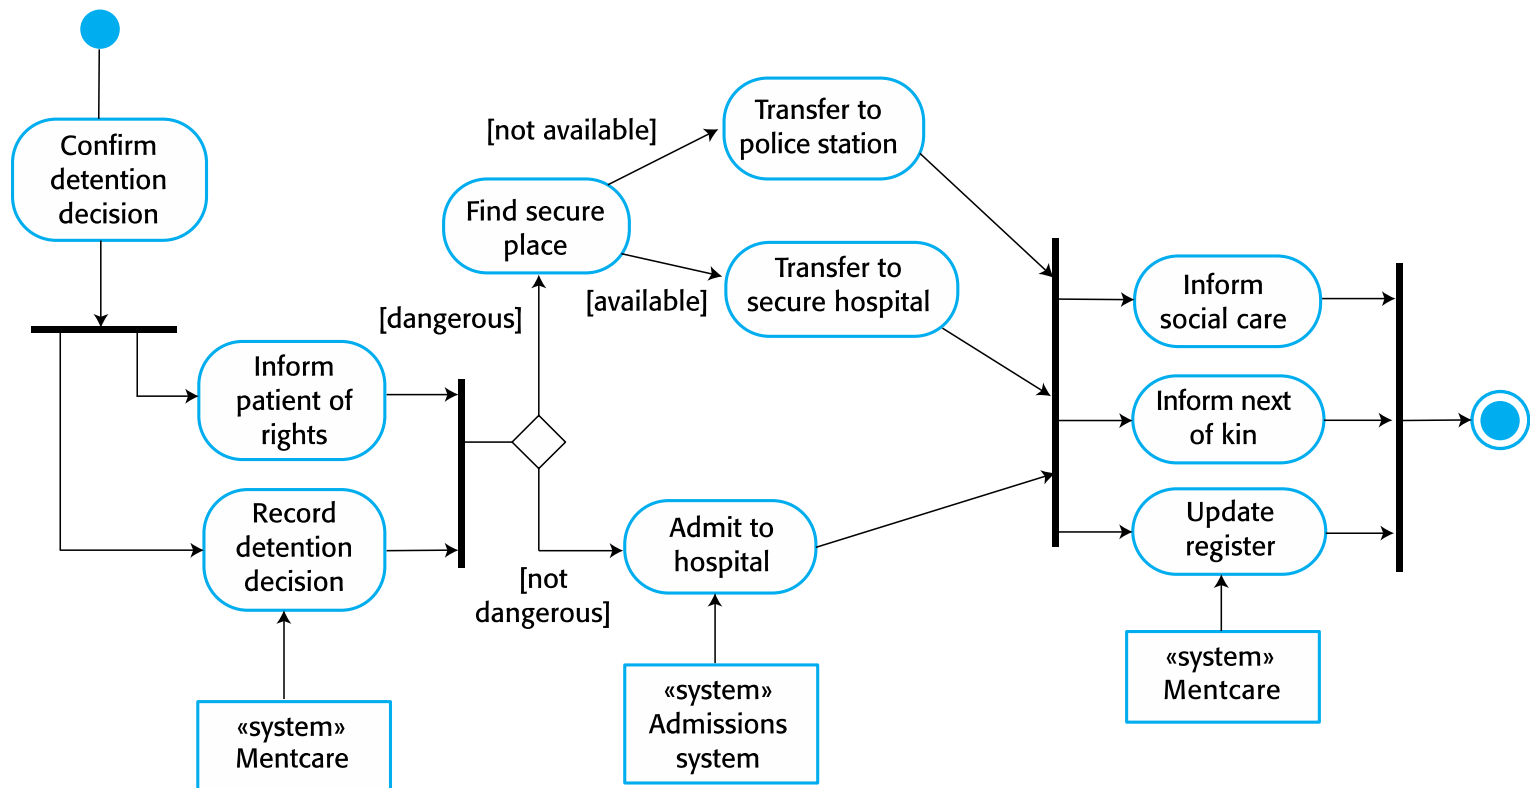 Confirm
detention
decision
Inform
patient of
rights
Record
detention
decision
«system»
Mentcare
[dangerous]
[not
dangerous]
Find secure
place
[not available]
[available]
Transfer to
police station
Transfer to
secure hospital
Admit to
hospital
«system»
Admissions
system
Inform
social care
Inform next
of kin
Update
register
«system»
Mentcare